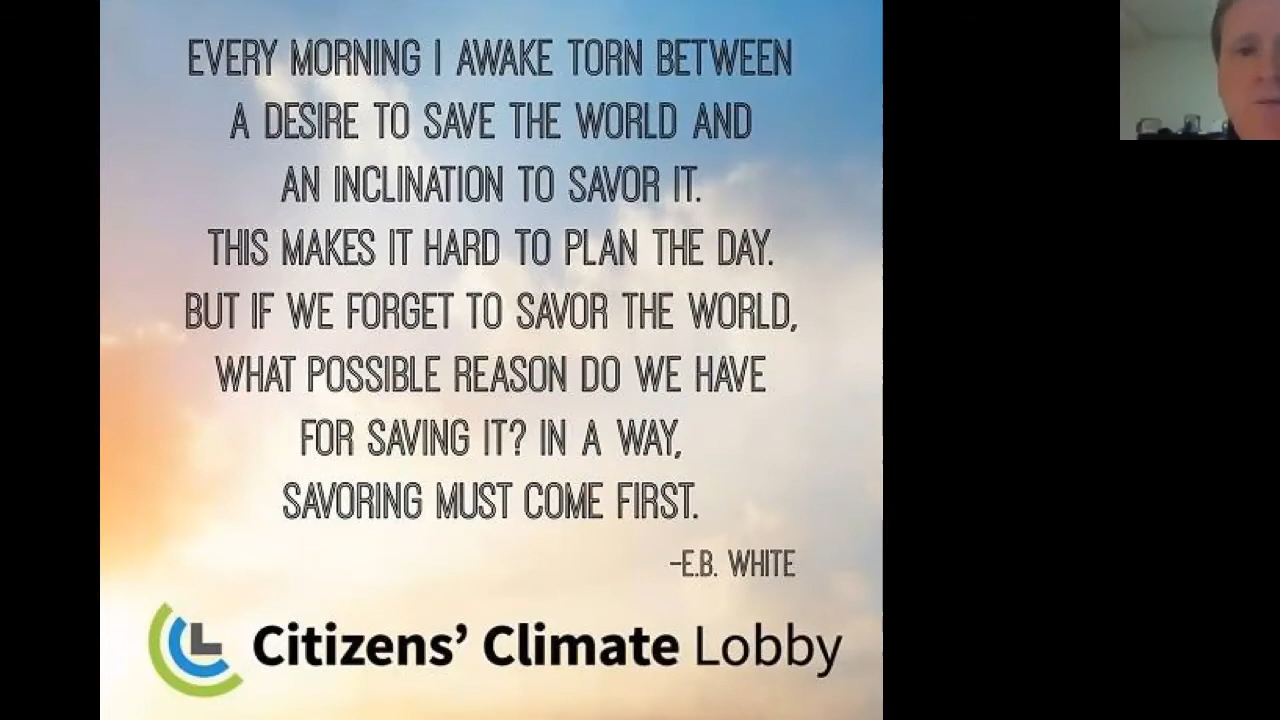 EVERY MORNING I AWAKE TORN BETWEEN
A DESIRE TO SAVE THE WORLD AND
AN INCLINATION TO SAVOR IT.
THIS MAKES IT HARD TO PLAN THE DAY.
BUT IF WE FORGET TO SAVOR THE WORLD,
WHAT POSSIBLE REASON DO WE HAVE
FOR SAVING IT? IN A WAY,
SAVORING MUST COME FIRST.
-E.B. WHITE
Citizens' Climate Lobby